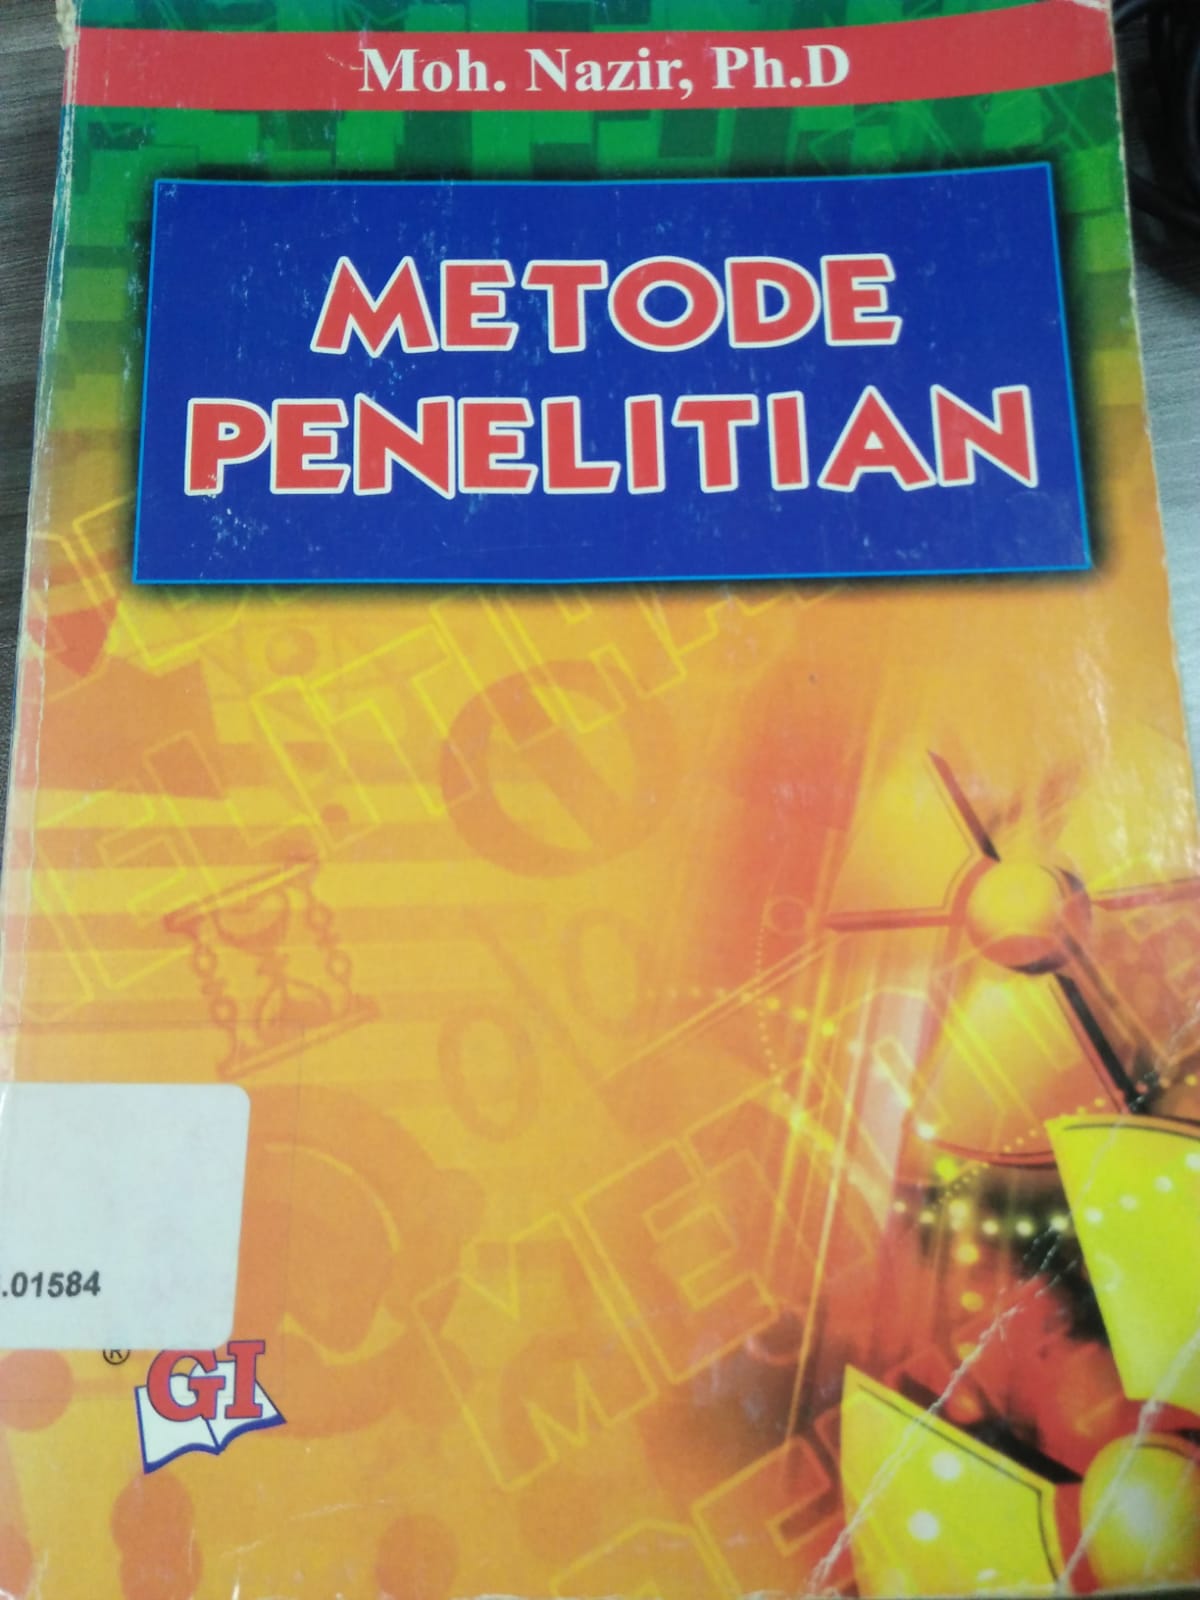 Moh. Nazir, Ph.D
METODE
PENELITIAN
.01584
®
GI